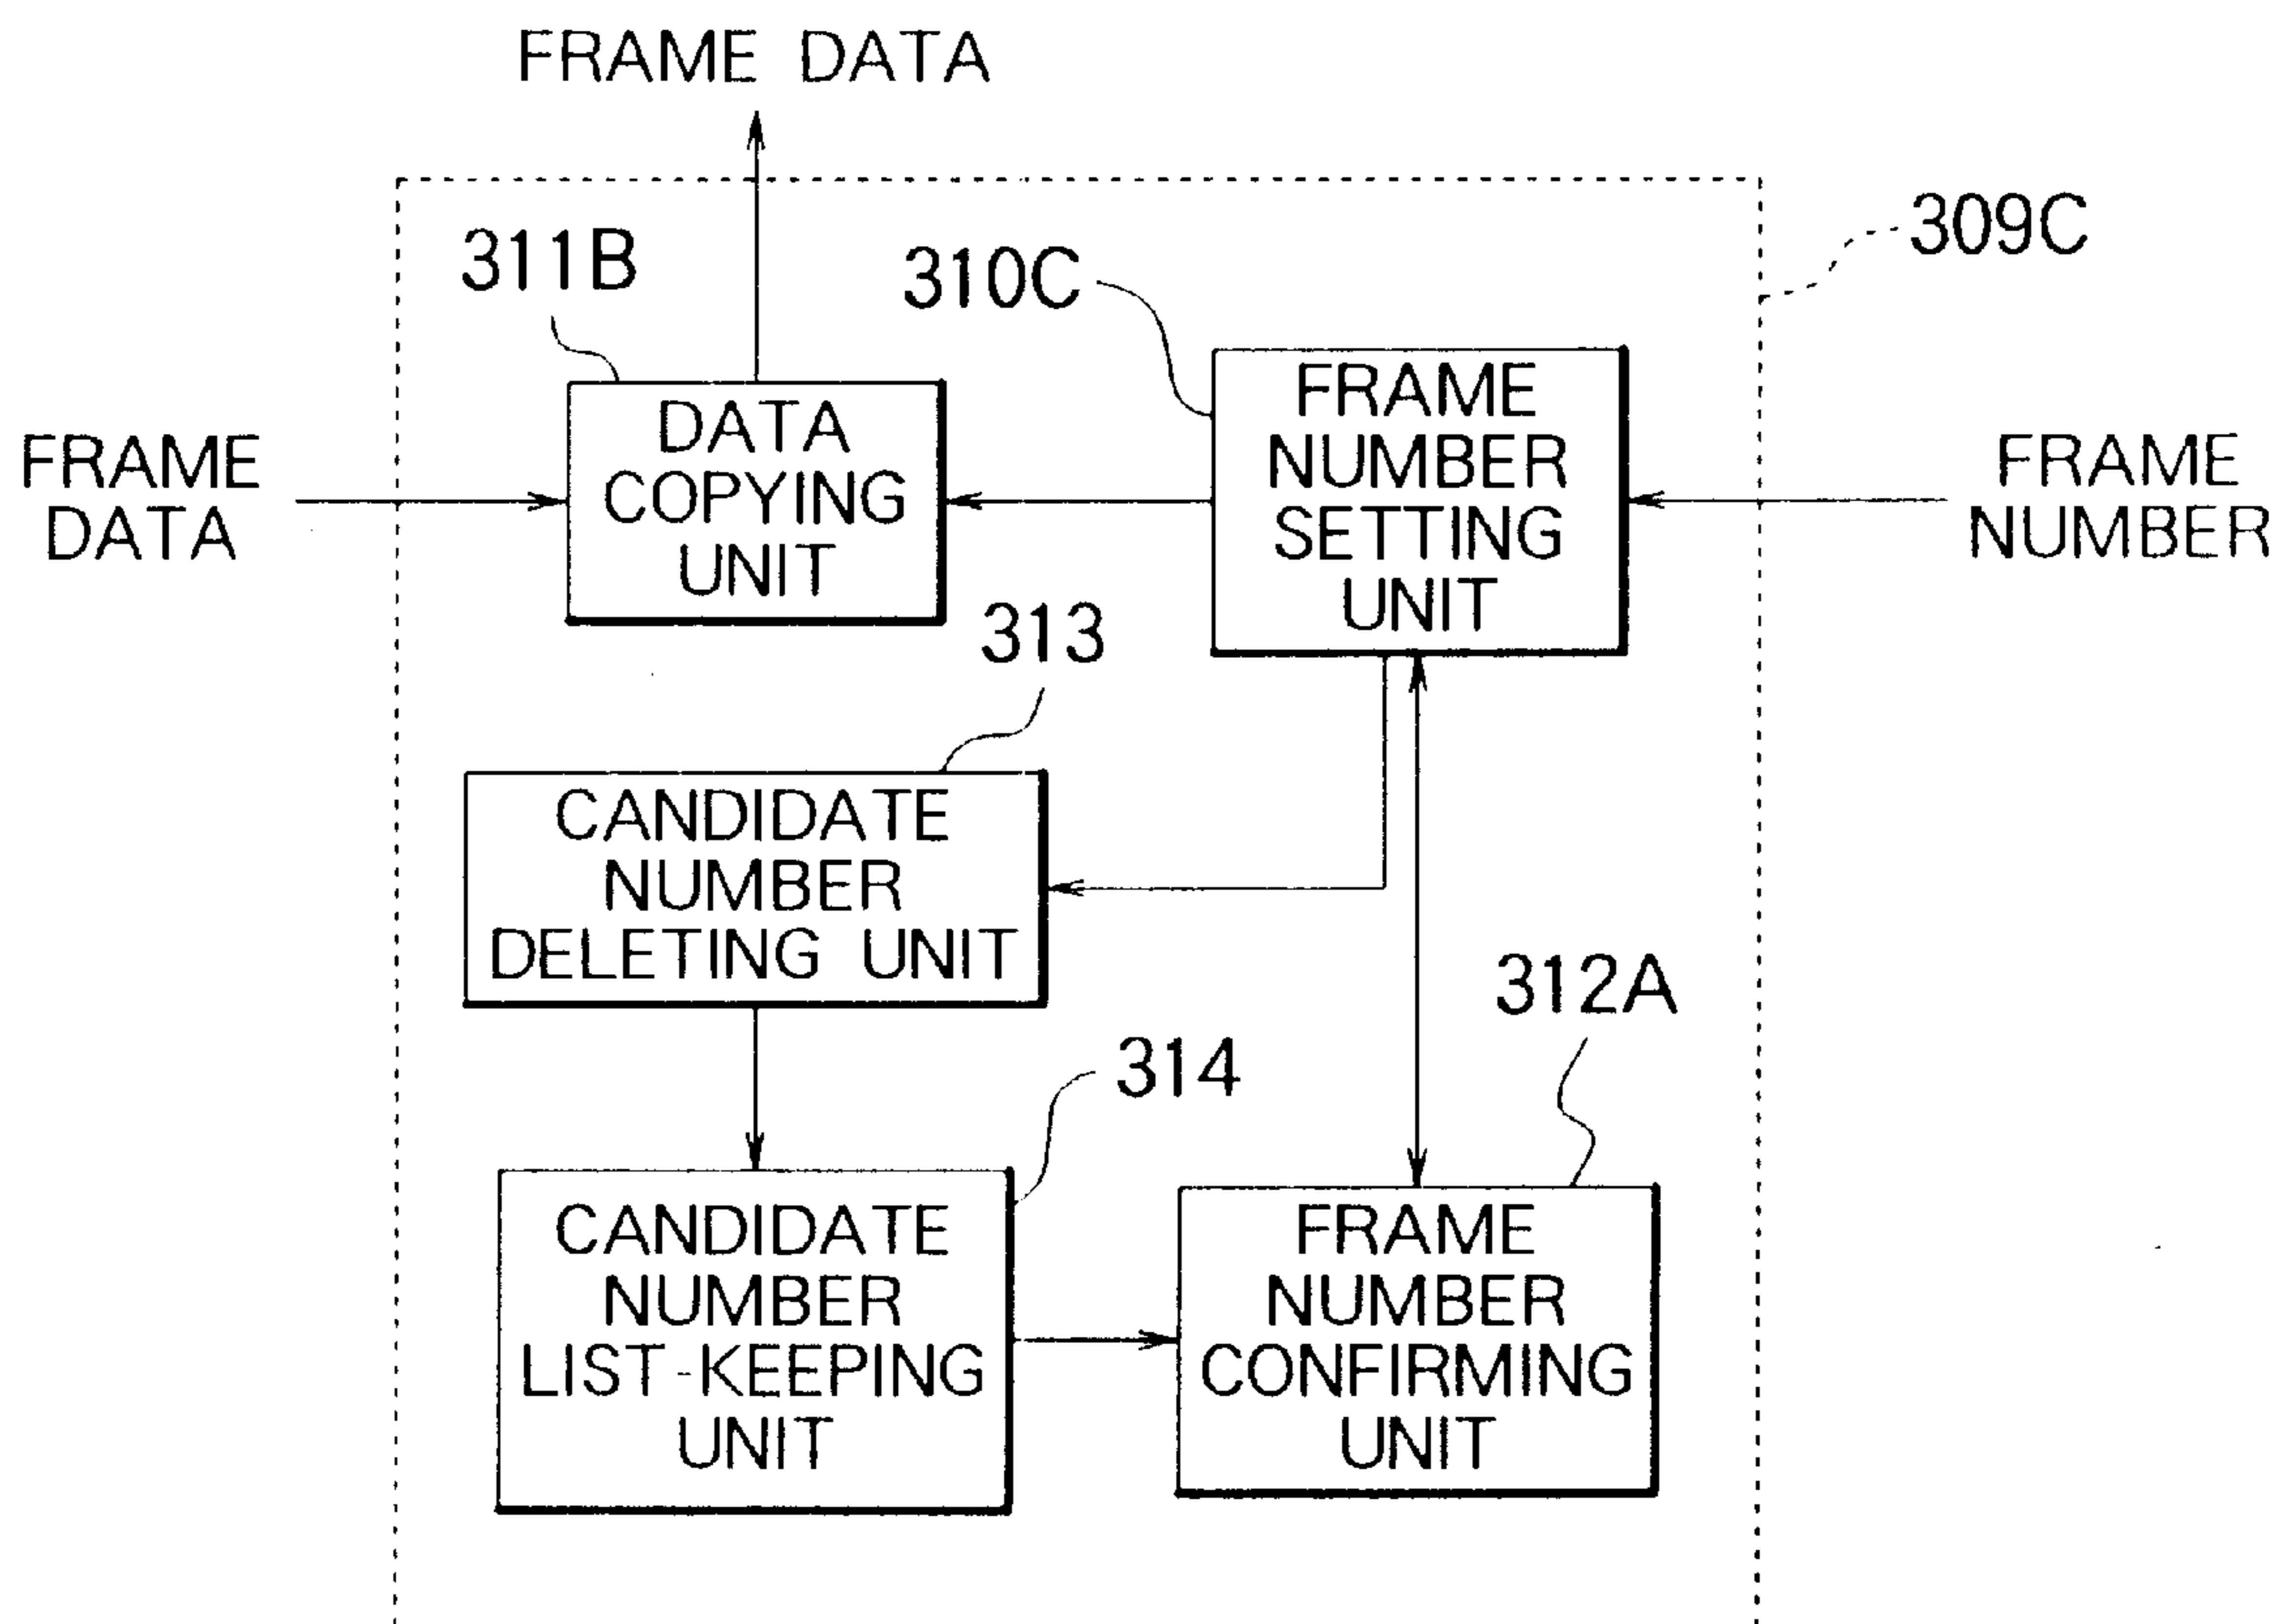 FRAME DATA
309C
311B
310C
FRAME
DATA
DATA
COPYING
UNIT
FRAME
NUMBER
SETTING
UNIT
FRAME
NUMBER
313
CANDIDATE
NUMBER
DELETING UNIT
312A
314
CANDIDATE
NUMBER
LIST-KEEPING
UNIT
FRAME
NUMBER
CONFIRMING
UNIT